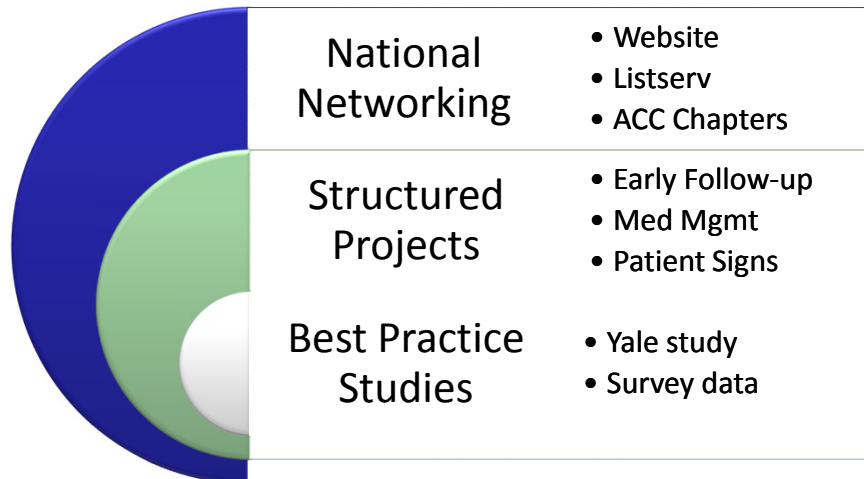 National
Networking
• Website
• Listserv
• ACC Chapters
Structured
Projects
• Early Follow-up
• Med Mgmt
• Patient Signs
Best Practice
Studies
• Yale study
• Survey data